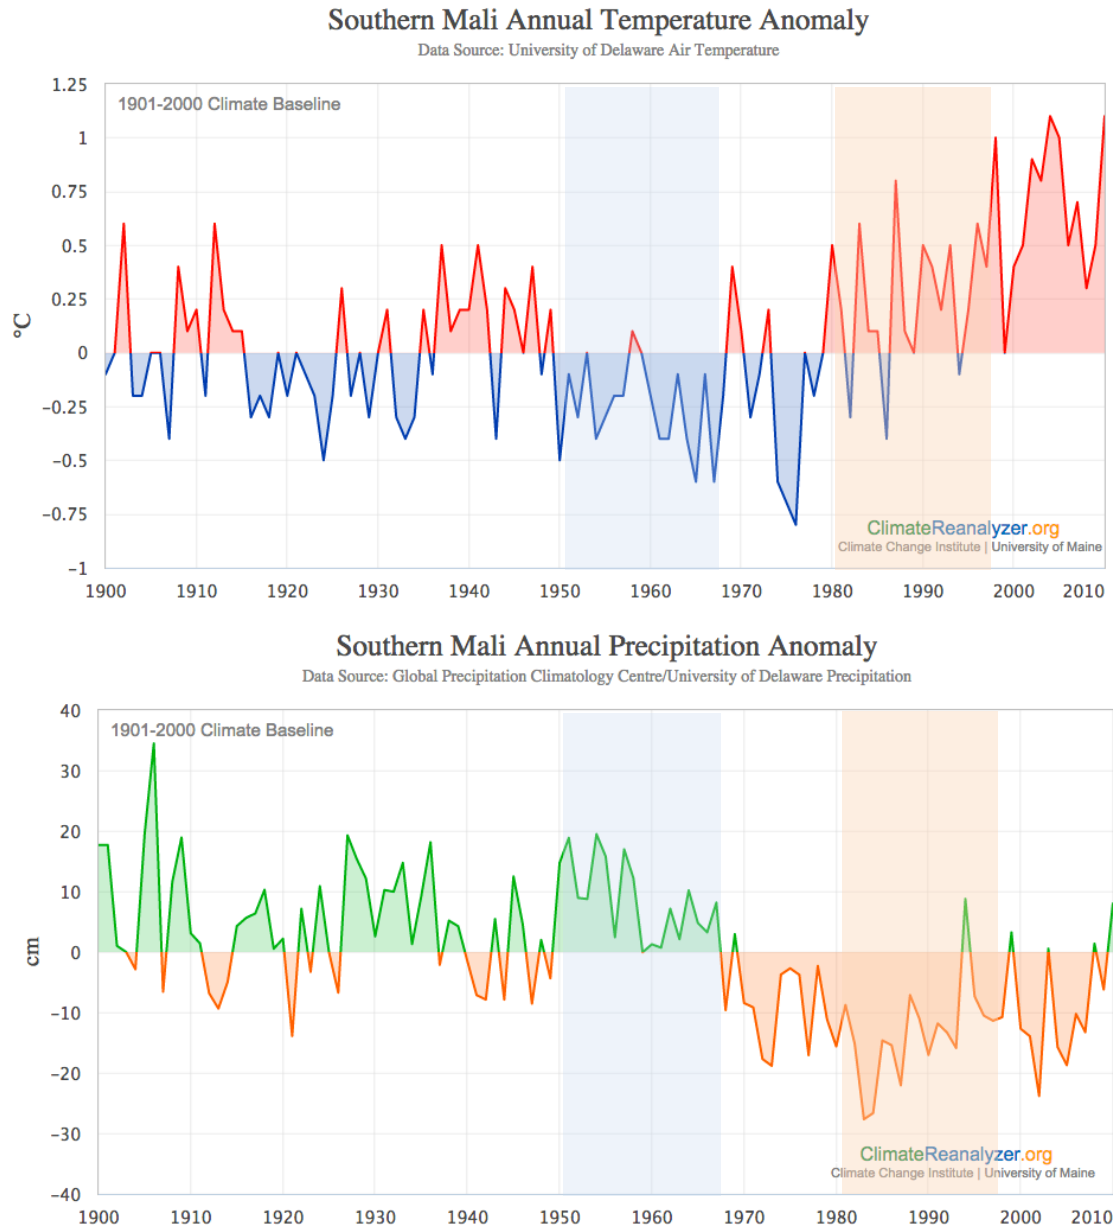 Southern Mali Annual Temperature Anomaly
Data Source: University of Delaware Air Temperature
1901-2000 Climate Baseline
°C
1.25
1
0.75
0.5
0.25
0
−0.25
−0.5
−0.75
−1
ClimateReanalyzer.org
Climate Change Institute | University of Maine
1900 1910 1920 1930 1940 1950 1960 1970 1980 1990 2000 2010
Southern Mali Annual Precipitation Anomaly
Data Source: Global Precipitation Climatology Centre/University of Delaware Precipitation
1901-2000 Climate Baseline
cm
40
30
20
10
0
−10
−20
−30
−40
ClimateReanalyzer.org
Climate Change Institute | University of Maine
1900 1910 1920 1930 1940 1950 1960 1970 1980 1990 2000 2010